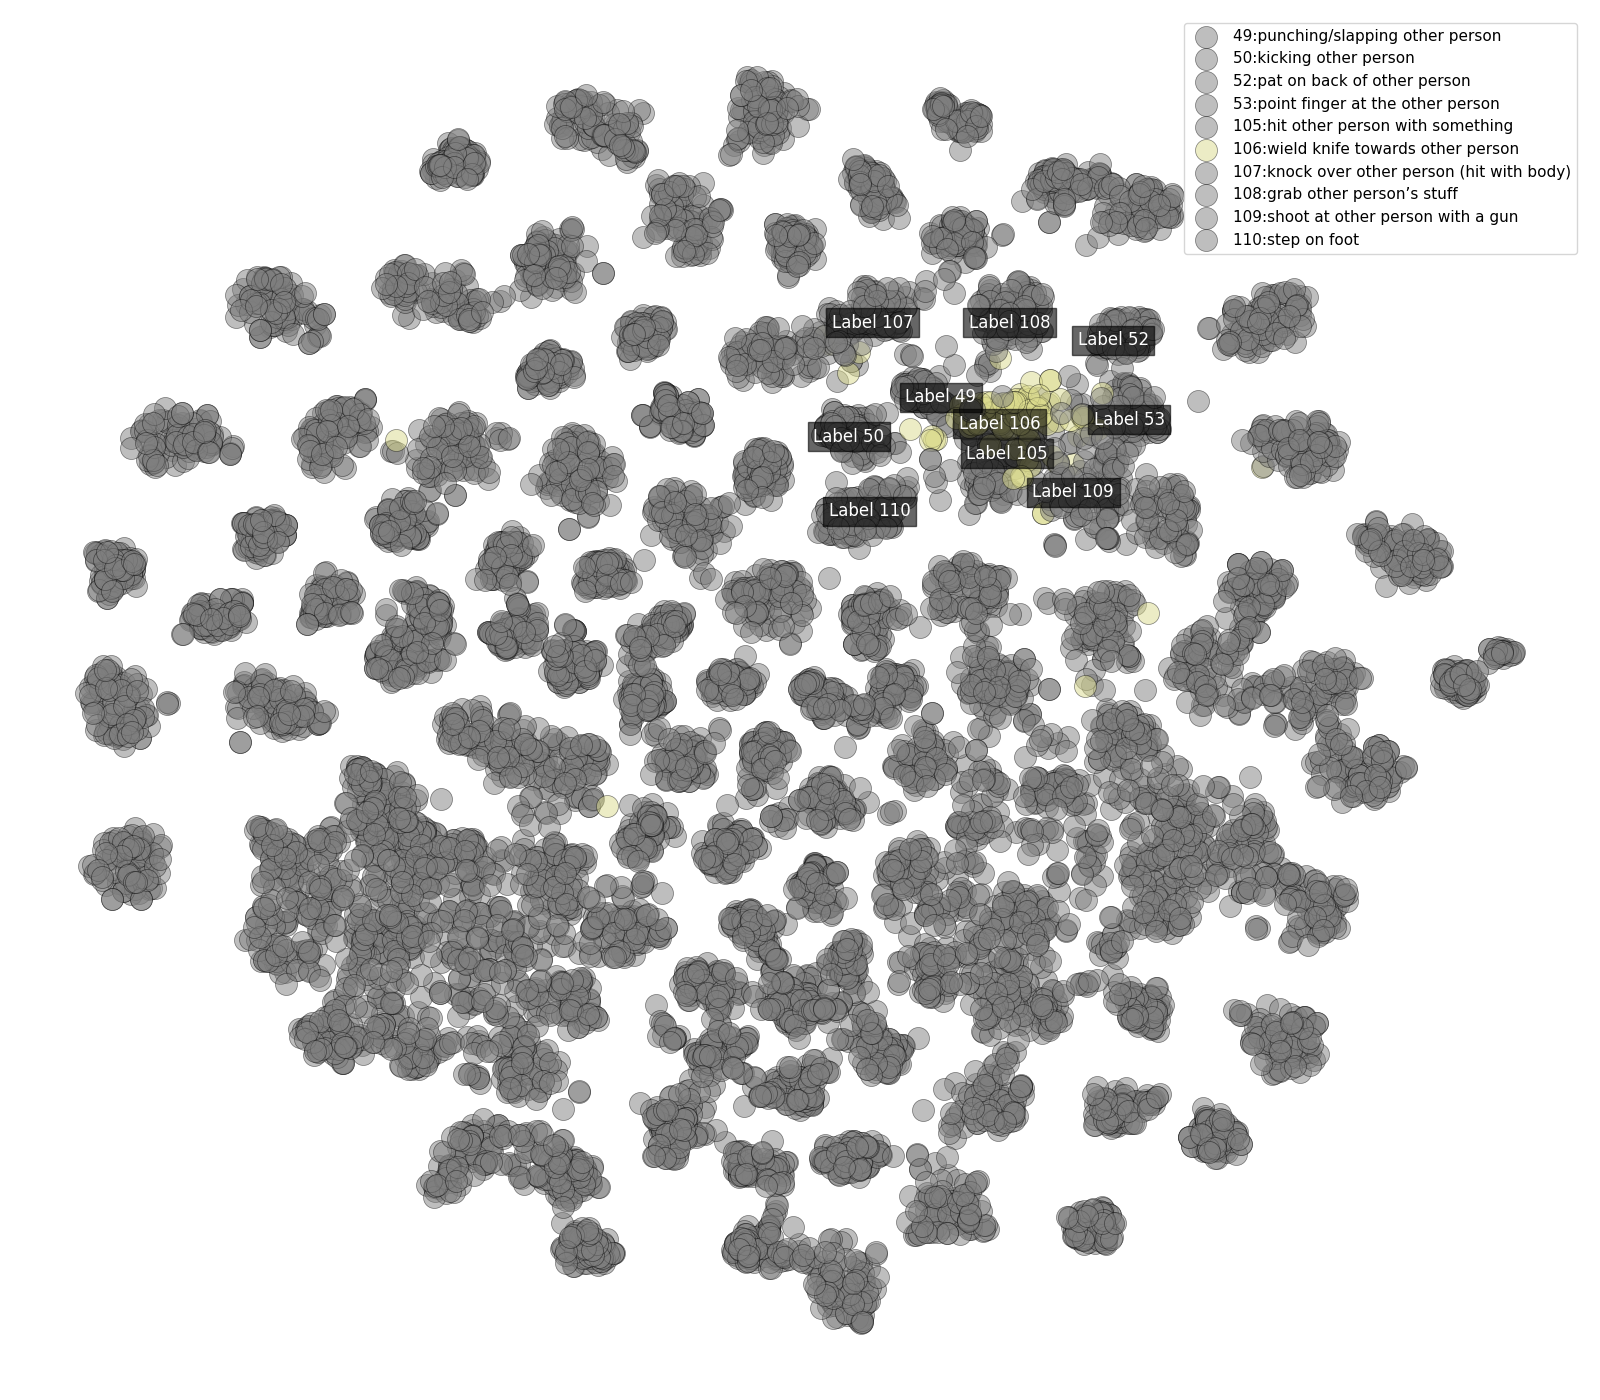 49:punching/slapping other person
50:kicking other person
52:pat on back of other person
53:point finger at the other person
105:hit other person with something
106:wield knife towards other person
107:knock over other person (hit with body)
108:grab other person’s stuff
109:shoot at other person with a gun
110:step on foot
Label 107
Label 108
Label 52
Label 49
Label 106
Label 53
Label 50
Label 105
Label 109
Label 110